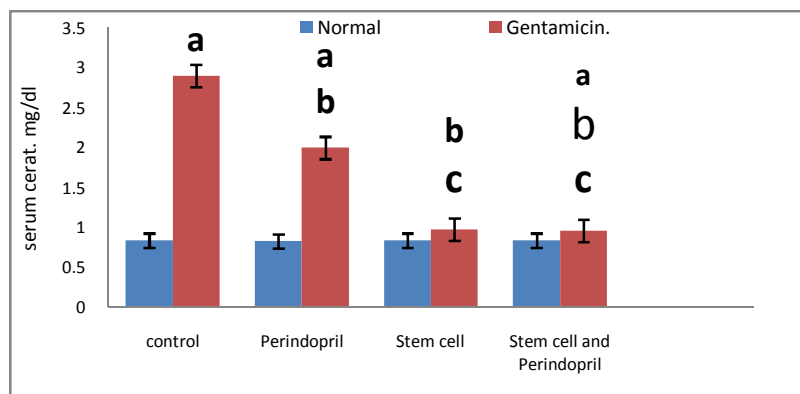 Normal
Gentamicin.
serum cerat. mg/dl
3.5
3
2.5
2
1.5
1
0.5
0
a
a
b
b
c
a
b
c
control
Perindopril
Stem cell
Stem cell and
Perindopril